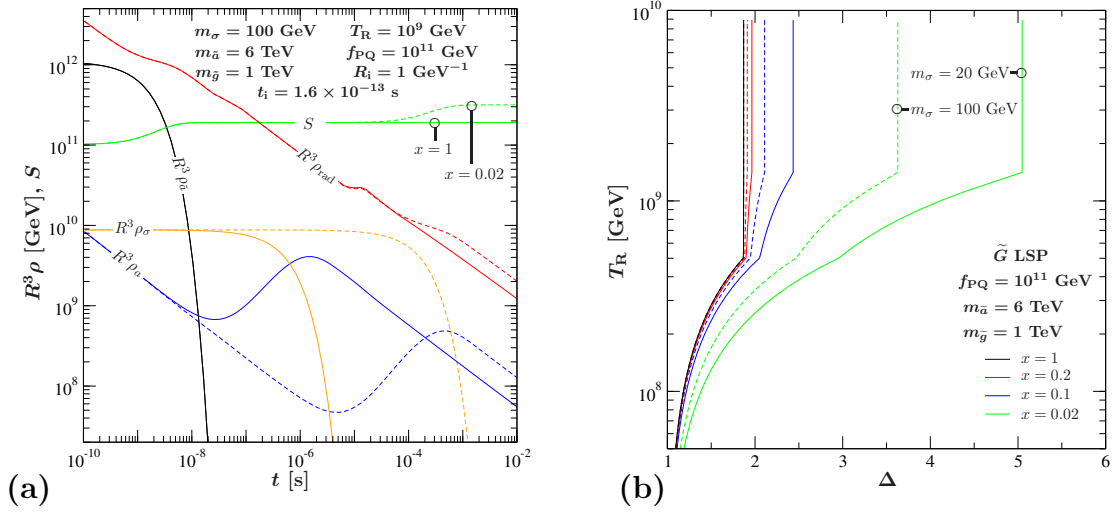 m_σ = 100 GeV T_R = 10^9 GeV
m_ã = 6 TeV f_PQ = 10^11 GeV
m_g̃ = 1 TeV R_i = 1 GeV^−1
t_i = 1.6 × 10^−13 s
S
x = 1
x = 0.02
R^3 ρ_ã
R^3 ρ_rad
R^3 ρ_σ
R^3 ρ_a
R^3 ρ [GeV], S
10^12
10^11
10^10
10^9
10^8
10^-10 10^-8 10^-6 10^-4 10^-2
t [s]
(a)
T_R [GeV]
10^10
10^9
10^8
m_σ = 20 GeV
m_σ = 100 GeV
G̃ LSP
f_PQ = 10^11 GeV
m_ã = 6 TeV
m_g̃ = 1 TeV
x = 1
x = 0.2
x = 0.1
x = 0.02
1 2 3 4 5 6
Δ
(b)